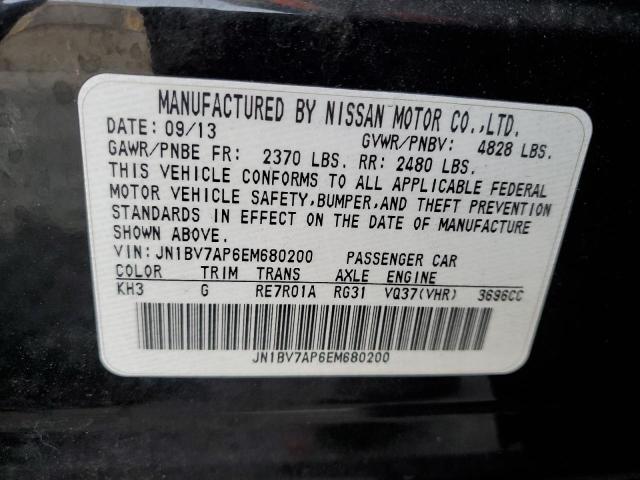 MANUFACTURED BY NISSAN MOTOR CO.,LTD.
DATE: 09/13 GVWR/PNBV: 4828 LBS.
GAWR/PNBE FR: 2370 LBS. RR: 2480 LBS.
THIS VEHICLE CONFORMS TO ALL APPLICABLE FEDERAL
MOTOR VEHICLE SAFETY,BUMPER,AND THEFT PREVENTION
STANDARDS IN EFFECT ON THE DATE OF MANUFACTURE
SHOWN ABOVE.
VIN: JN1BV7AP6EM680200 PASSENGER CAR
COLOR TRIM TRANS AXLE ENGINE
KH3 G RE7R01A RG31 VQ37(VHR) 3696CC
JN1BV7AP6EM680200